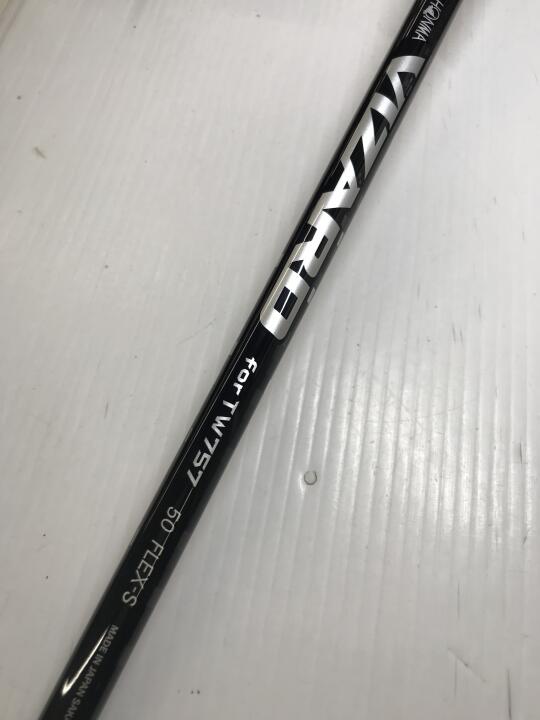 HONMA
VIZARD
for TW757
50 FLEX-S
MADE IN JAPAN